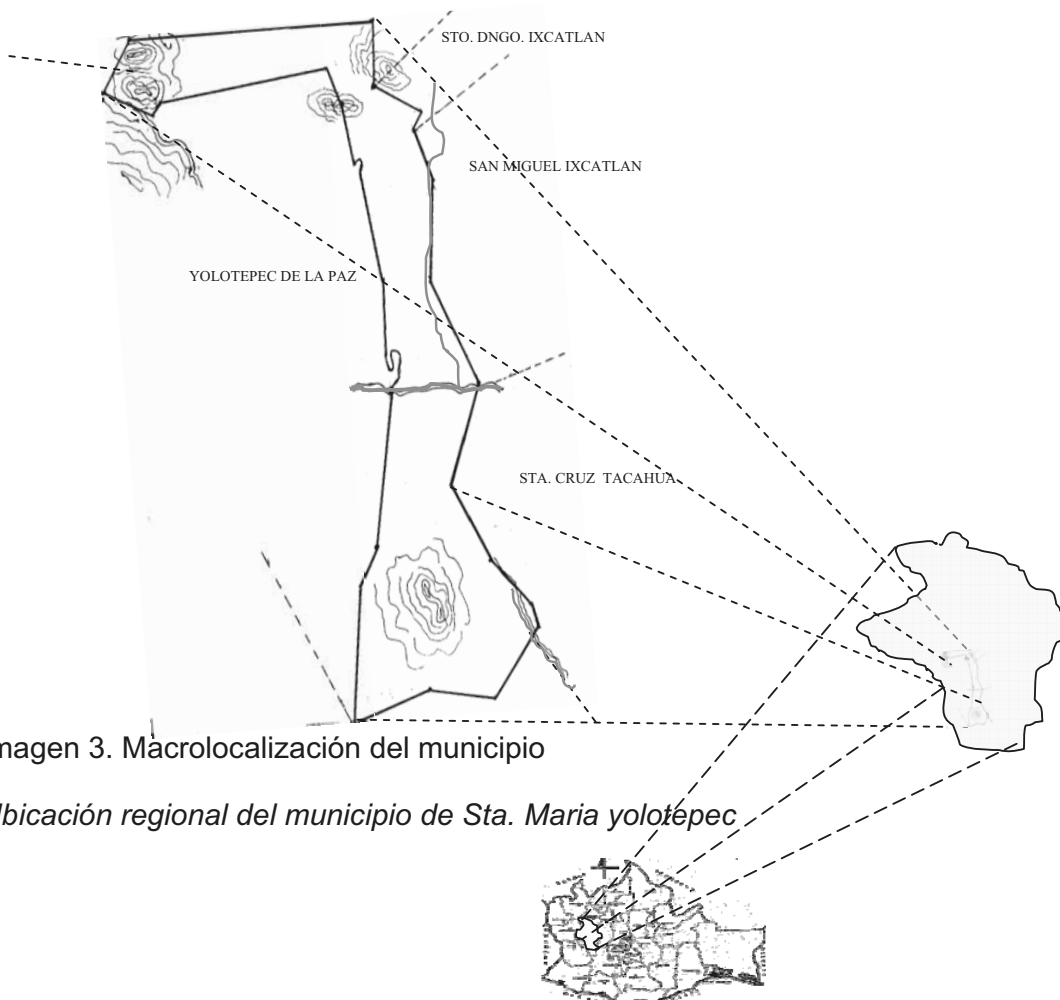 STO. DNGO. IXCATLAN
SAN MIGUEL IXCATLAN
YOLOTEPEC DE LA PAZ
STA. CRUZ TACAHUA
magen 3. Macrolocalización del municipio
bicación regional del municipio de Sta. Maria yolotepec